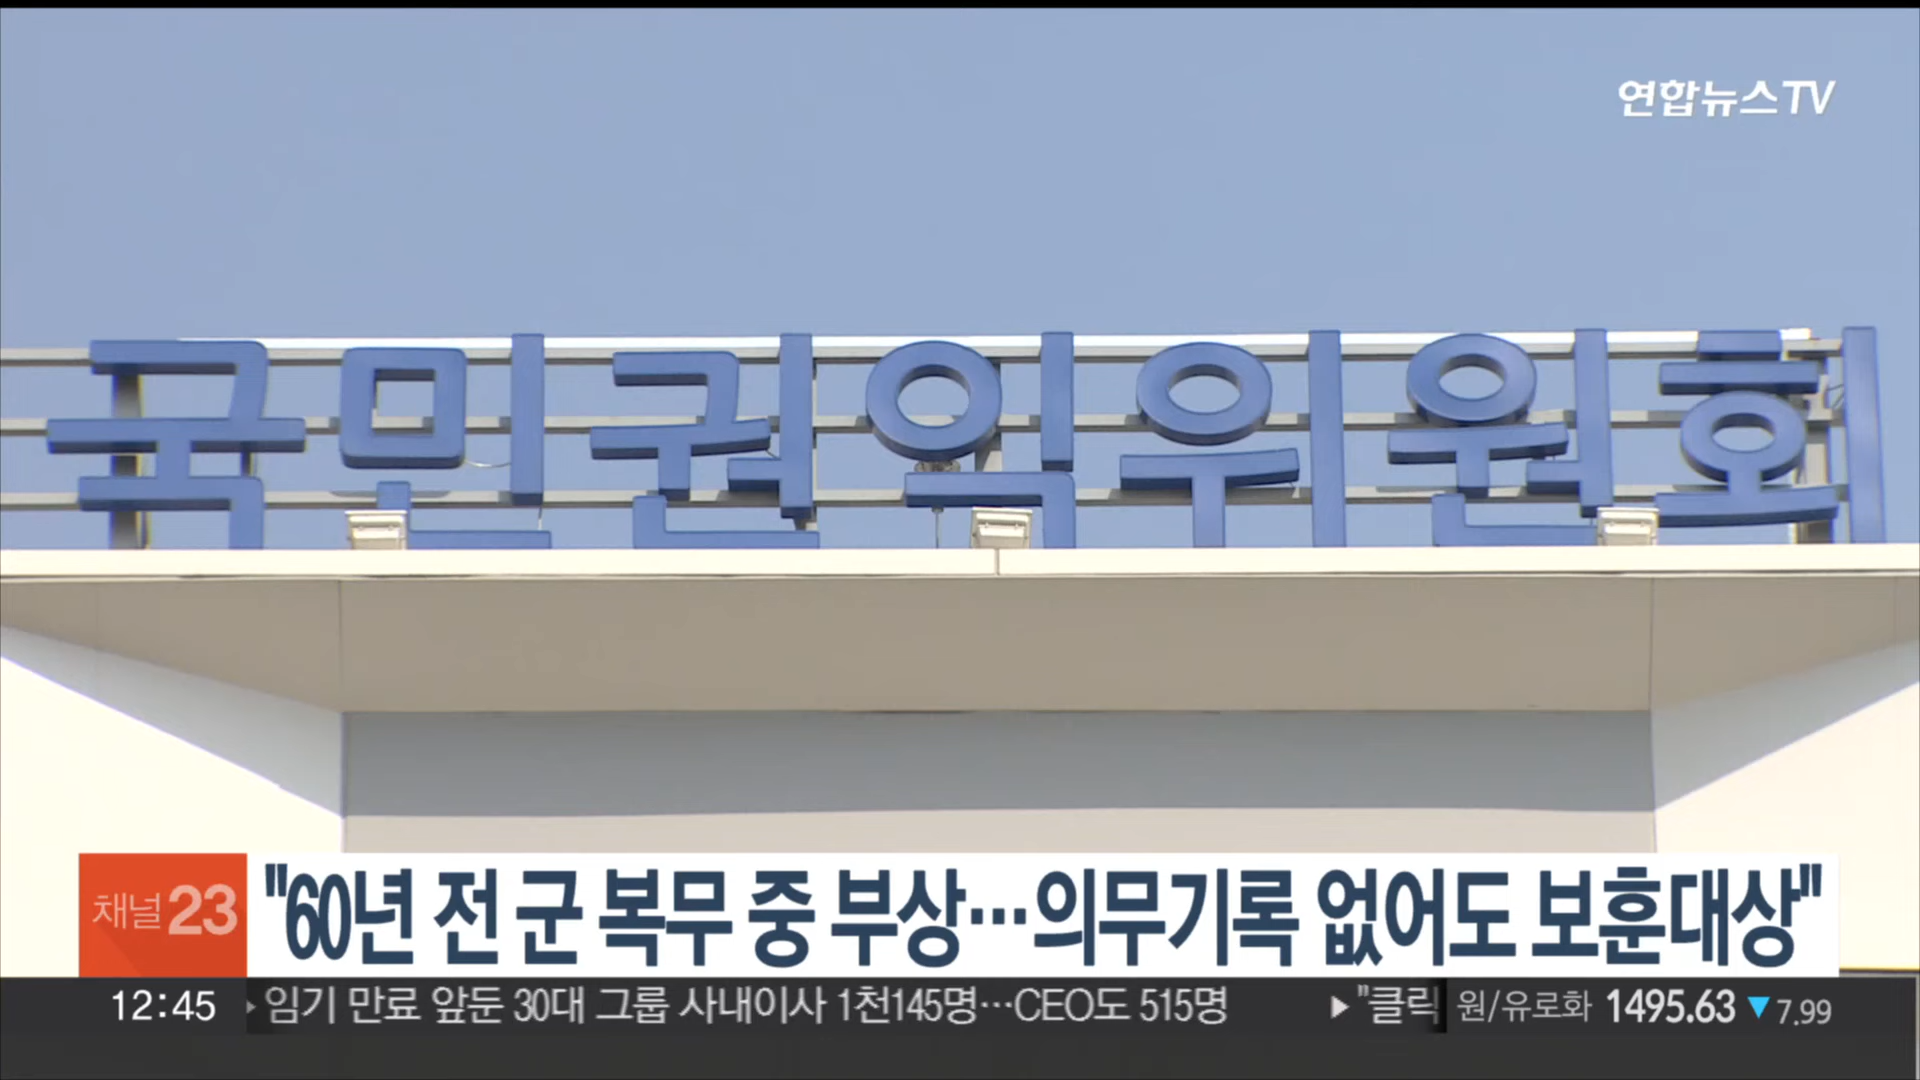 연합뉴스TV
국민권익위원회
채널 23
"60년 전 군 복무 중 부상…의무기록 없어도 보훈대상"
12:45 ▸임기 만료 앞둔 30대 그룹 사내이사 1천145명…CEO도 515명 ▶"클릭 원/유로화 1495.63 ▼7.99